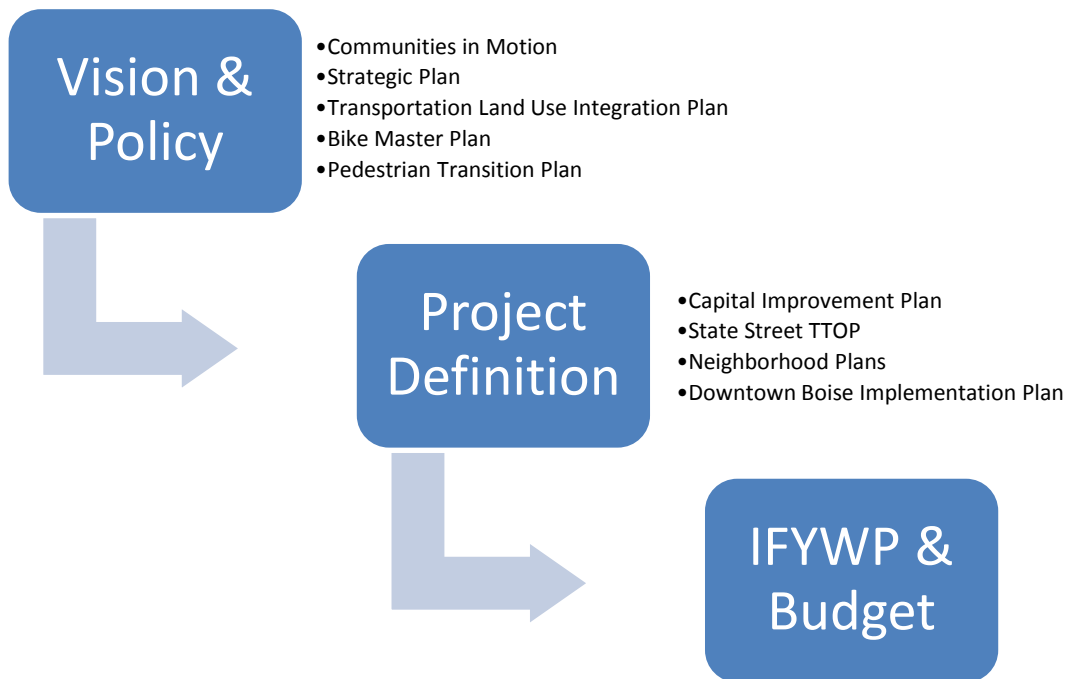 Vision &
Policy
•Communities in Motion
•Strategic Plan
•Transportation Land Use Integration Plan
•Bike Master Plan
•Pedestrian Transition Plan
Project
Definition
•Capital Improvement Plan
•State Street TTOP
•Neighborhood Plans
•Downtown Boise Implementation Plan
IFYWP &
Budget